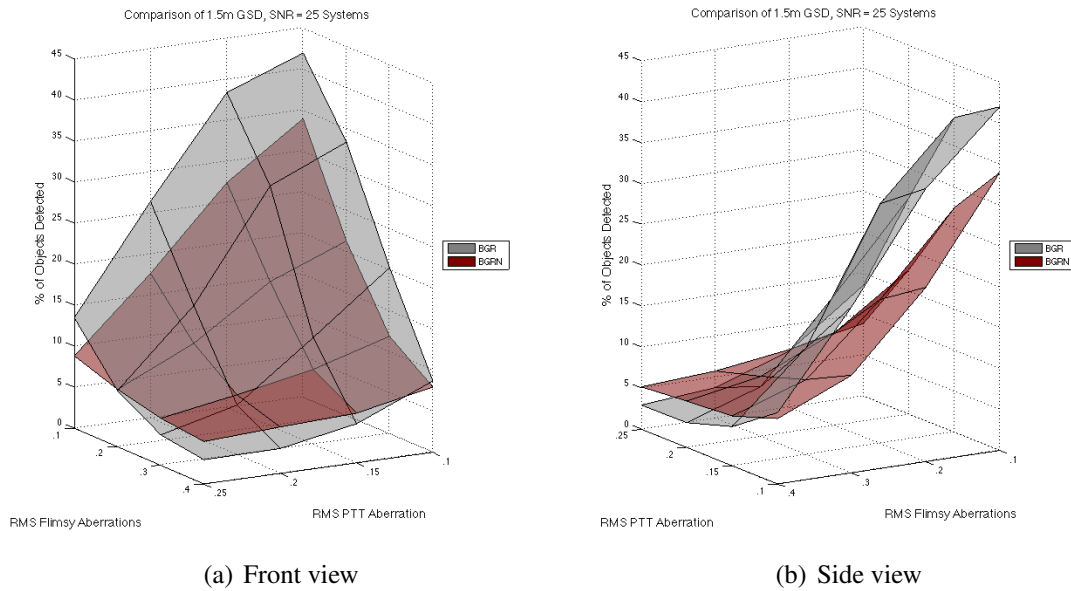 Comparison of 1.5m GSD, SNR = 25 Systems
45
40
35
30
25
20
15
10
5
0
% of Objects Detected
.1
.2
.3
.4
.25
.2
.15
.1
RMS Flimsy Aberrations
RMS PTT Aberration
BGR
BGRN
(a) Front view
Comparison of 1.5m GSD, SNR = 25 Systems
45
40
35
30
25
20
15
10
5
0
% of Objects Detected
.25
.2
.15
.1
.4
.3
.2
.1
RMS PTT Aberration
RMS Flimsy Aberrations
BGR
BGRN
(b) Side view